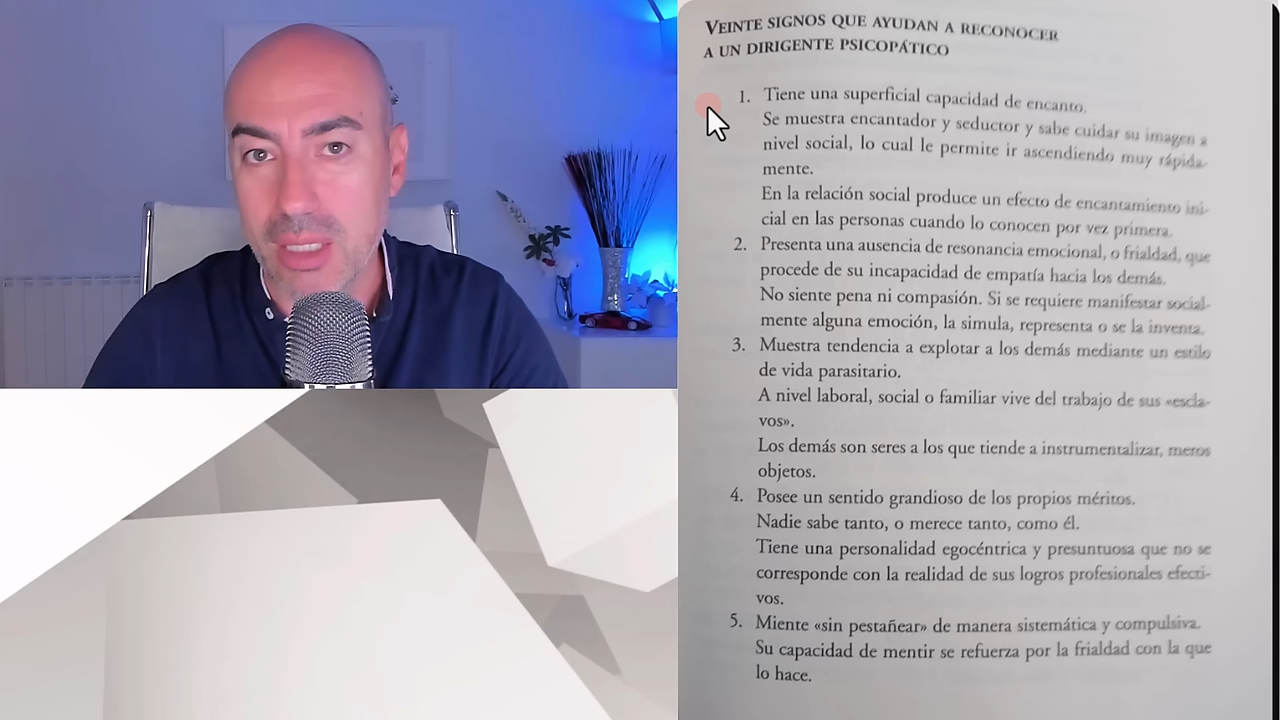 VEINTE SIGNOS QUE AYUDAN A RECONOCER
A UN DIRIGENTE PSICOPÁTICO
1. Tiene una superficial capacidad de encanto.
Se muestra encantador y seductor y sabe cuidar su imagen a
nivel social, lo cual le permite ir ascendiendo muy rápida-
mente.
En la relación social produce un efecto de encantamiento ini-
cial en las personas cuando lo conocen por vez primera.
2. Presenta una ausencia de resonancia emocional, o frialdad, que
procede de su incapacidad de empatía hacia los demás.
No siente pena ni compasión. Si se requiere manifestar social-
mente alguna emoción, la simula, representa o se la inventa.
3. Muestra tendencia a explotar a los demás mediante un estilo
de vida parasitario.
A nivel laboral, social o familiar vive del trabajo de sus «escla-
vos».
Los demás son seres a los que tiende a instrumentalizar, meros
objetos.
4. Posee un sentido grandioso de los propios méritos.
Nadie sabe tanto, o merece tanto, como él.
Tiene una personalidad egocéntrica y presuntuosa que no se
corresponde con la realidad de sus logros profesionales efecti-
vos.
5. Miente «sin pestañear» de manera sistemática y compulsiva.
Su capacidad de mentir se refuerza por la frialdad con la que
lo hace.